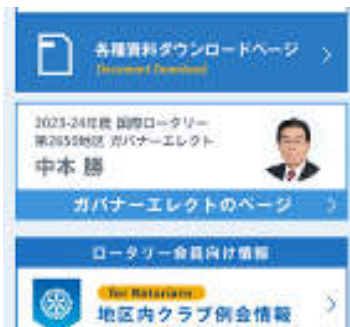 各種資料ダウンロードページ
Document Download
2023-24年度 国際ロータリー
第2650地区 ガバナーエレクト
中本 勝
ガバナーエレクトのページ
ロータリー会員向け情報
for Rotarians
地区内クラブ例会情報